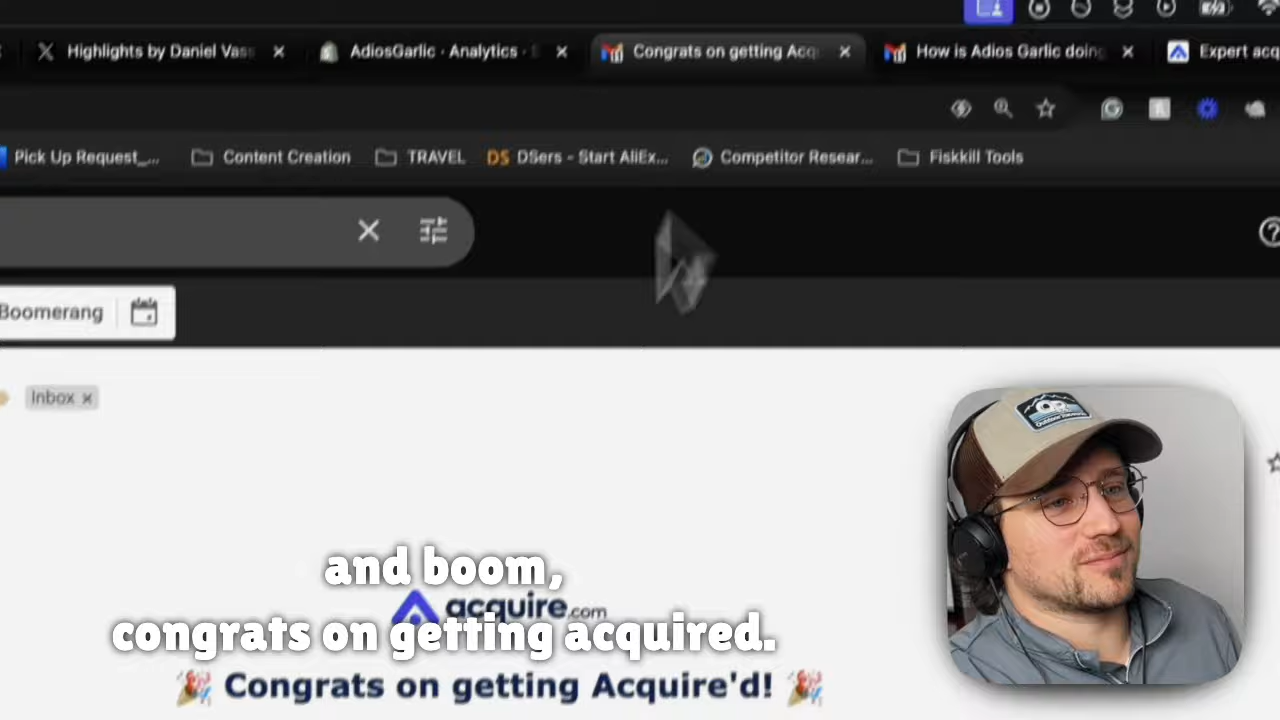 Highlights by Daniel Vass
AdiosGarlic · Analytics ·
Congrats on getting Acq
How is Adios Garlic doing
Expert acq
Pick Up Request_...
Content Creation
TRAVEL
DS DSers - Start AliEx...
Competitor Resear...
Fiskkill Tools
Boomerang
Inbox
and boom,
acquire.com
congrats on getting acquired.
🎉 Congrats on getting Acquire'd! 🎉